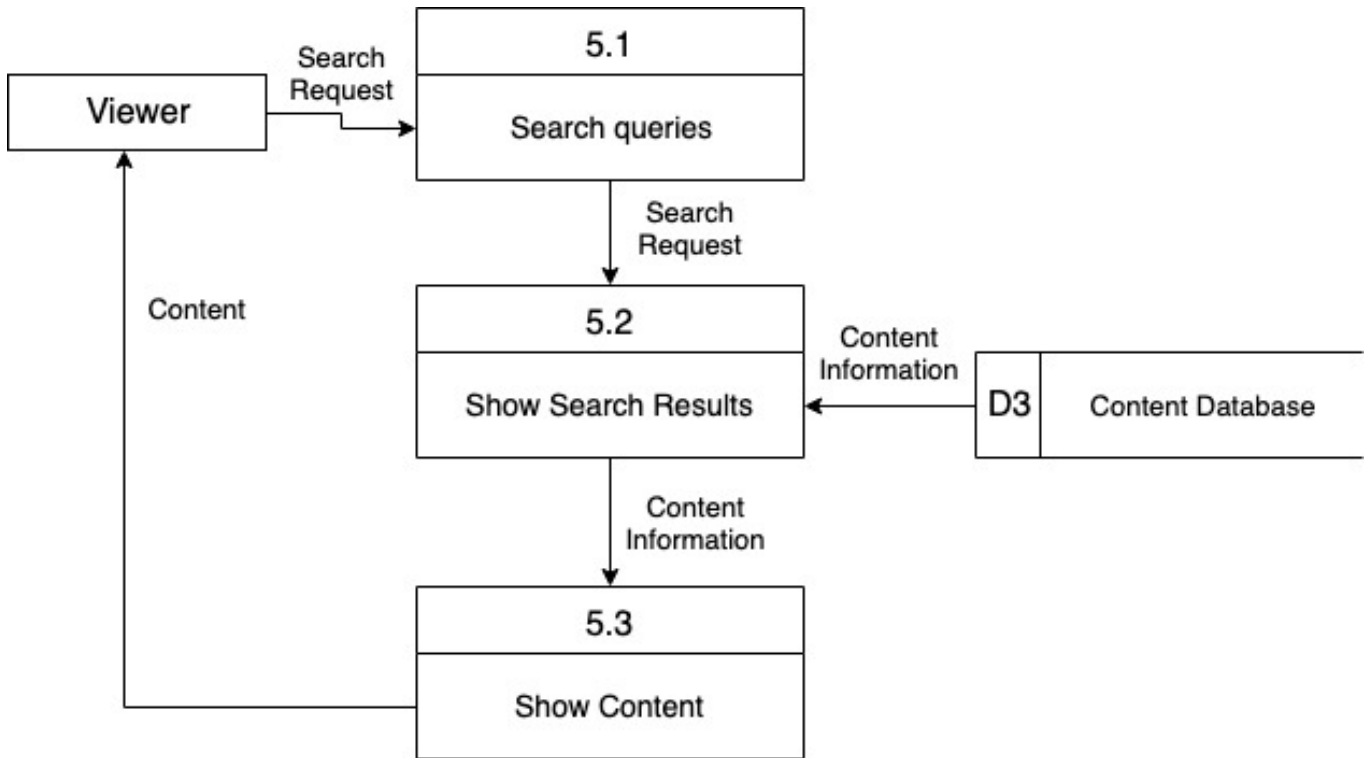 5.1
Search
Request
Viewer
Search queries
Search
Request
Content
5.2
Content
Information
Show Search Results
D3
Content Database
Content
Information
5.3
Show Content